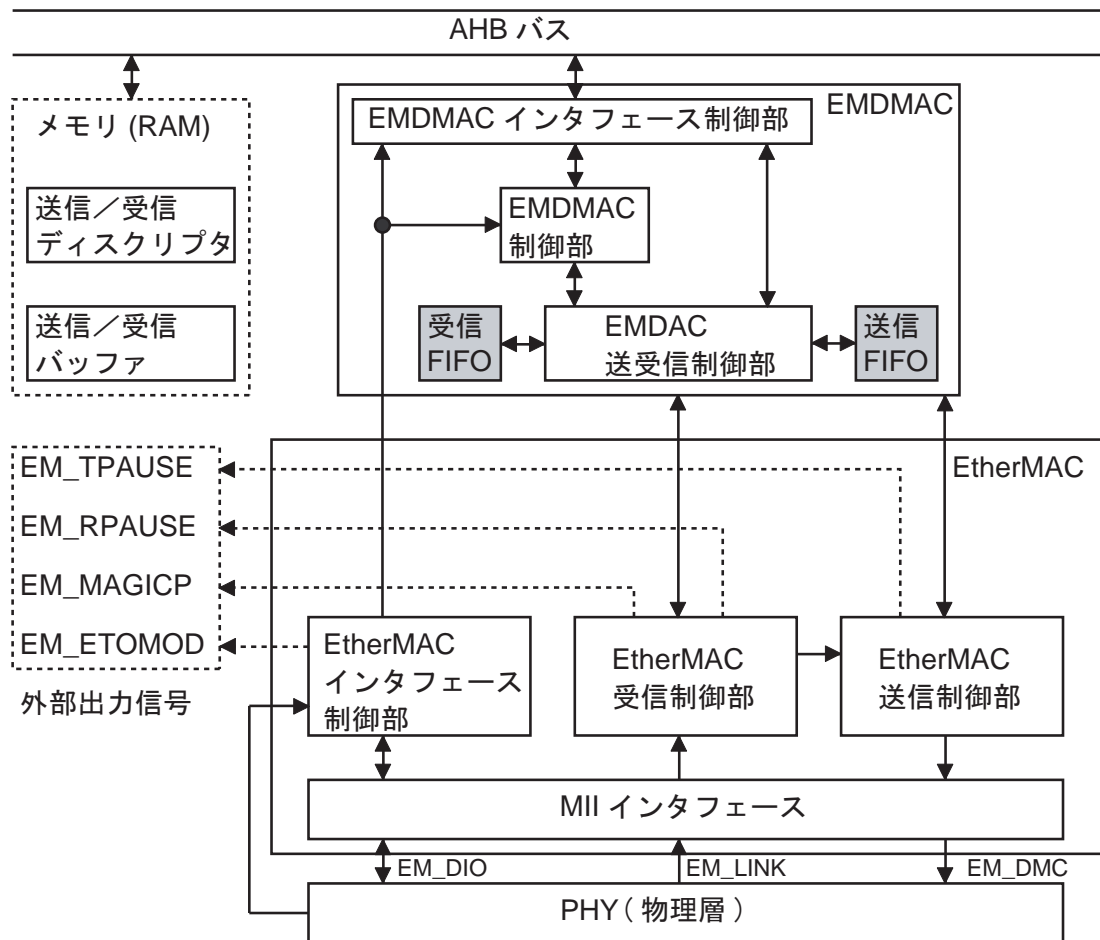 AHB バス
メモリ (RAM)
送信／受信
ディスクリプタ
送信／受信
バッファ
EMDMAC
EMDMAC インタフェース制御部
EMDMAC
制御部
受信
FIFO
EMDAC
送受信制御部
送信
FIFO
EM_TPAUSE
EM_RPAUSE
EM_MAGICP
EM_ETOMOD
外部出力信号
EtherMAC
EtherMAC
インタフェース
制御部
EtherMAC
受信制御部
EtherMAC
送信制御部
MII インタフェース
EM_DIO
EM_LINK
EM_DMC
PHY ( 物理層 )